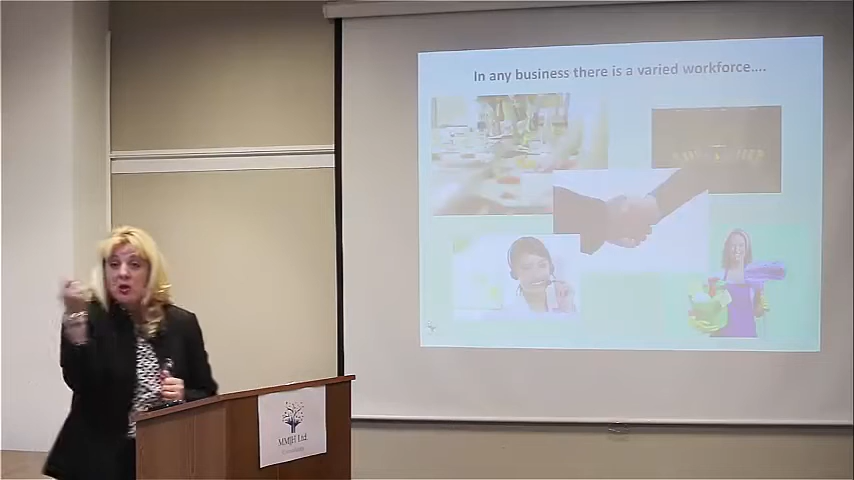 In any business there is a varied workforce....
MMJH Ltd.